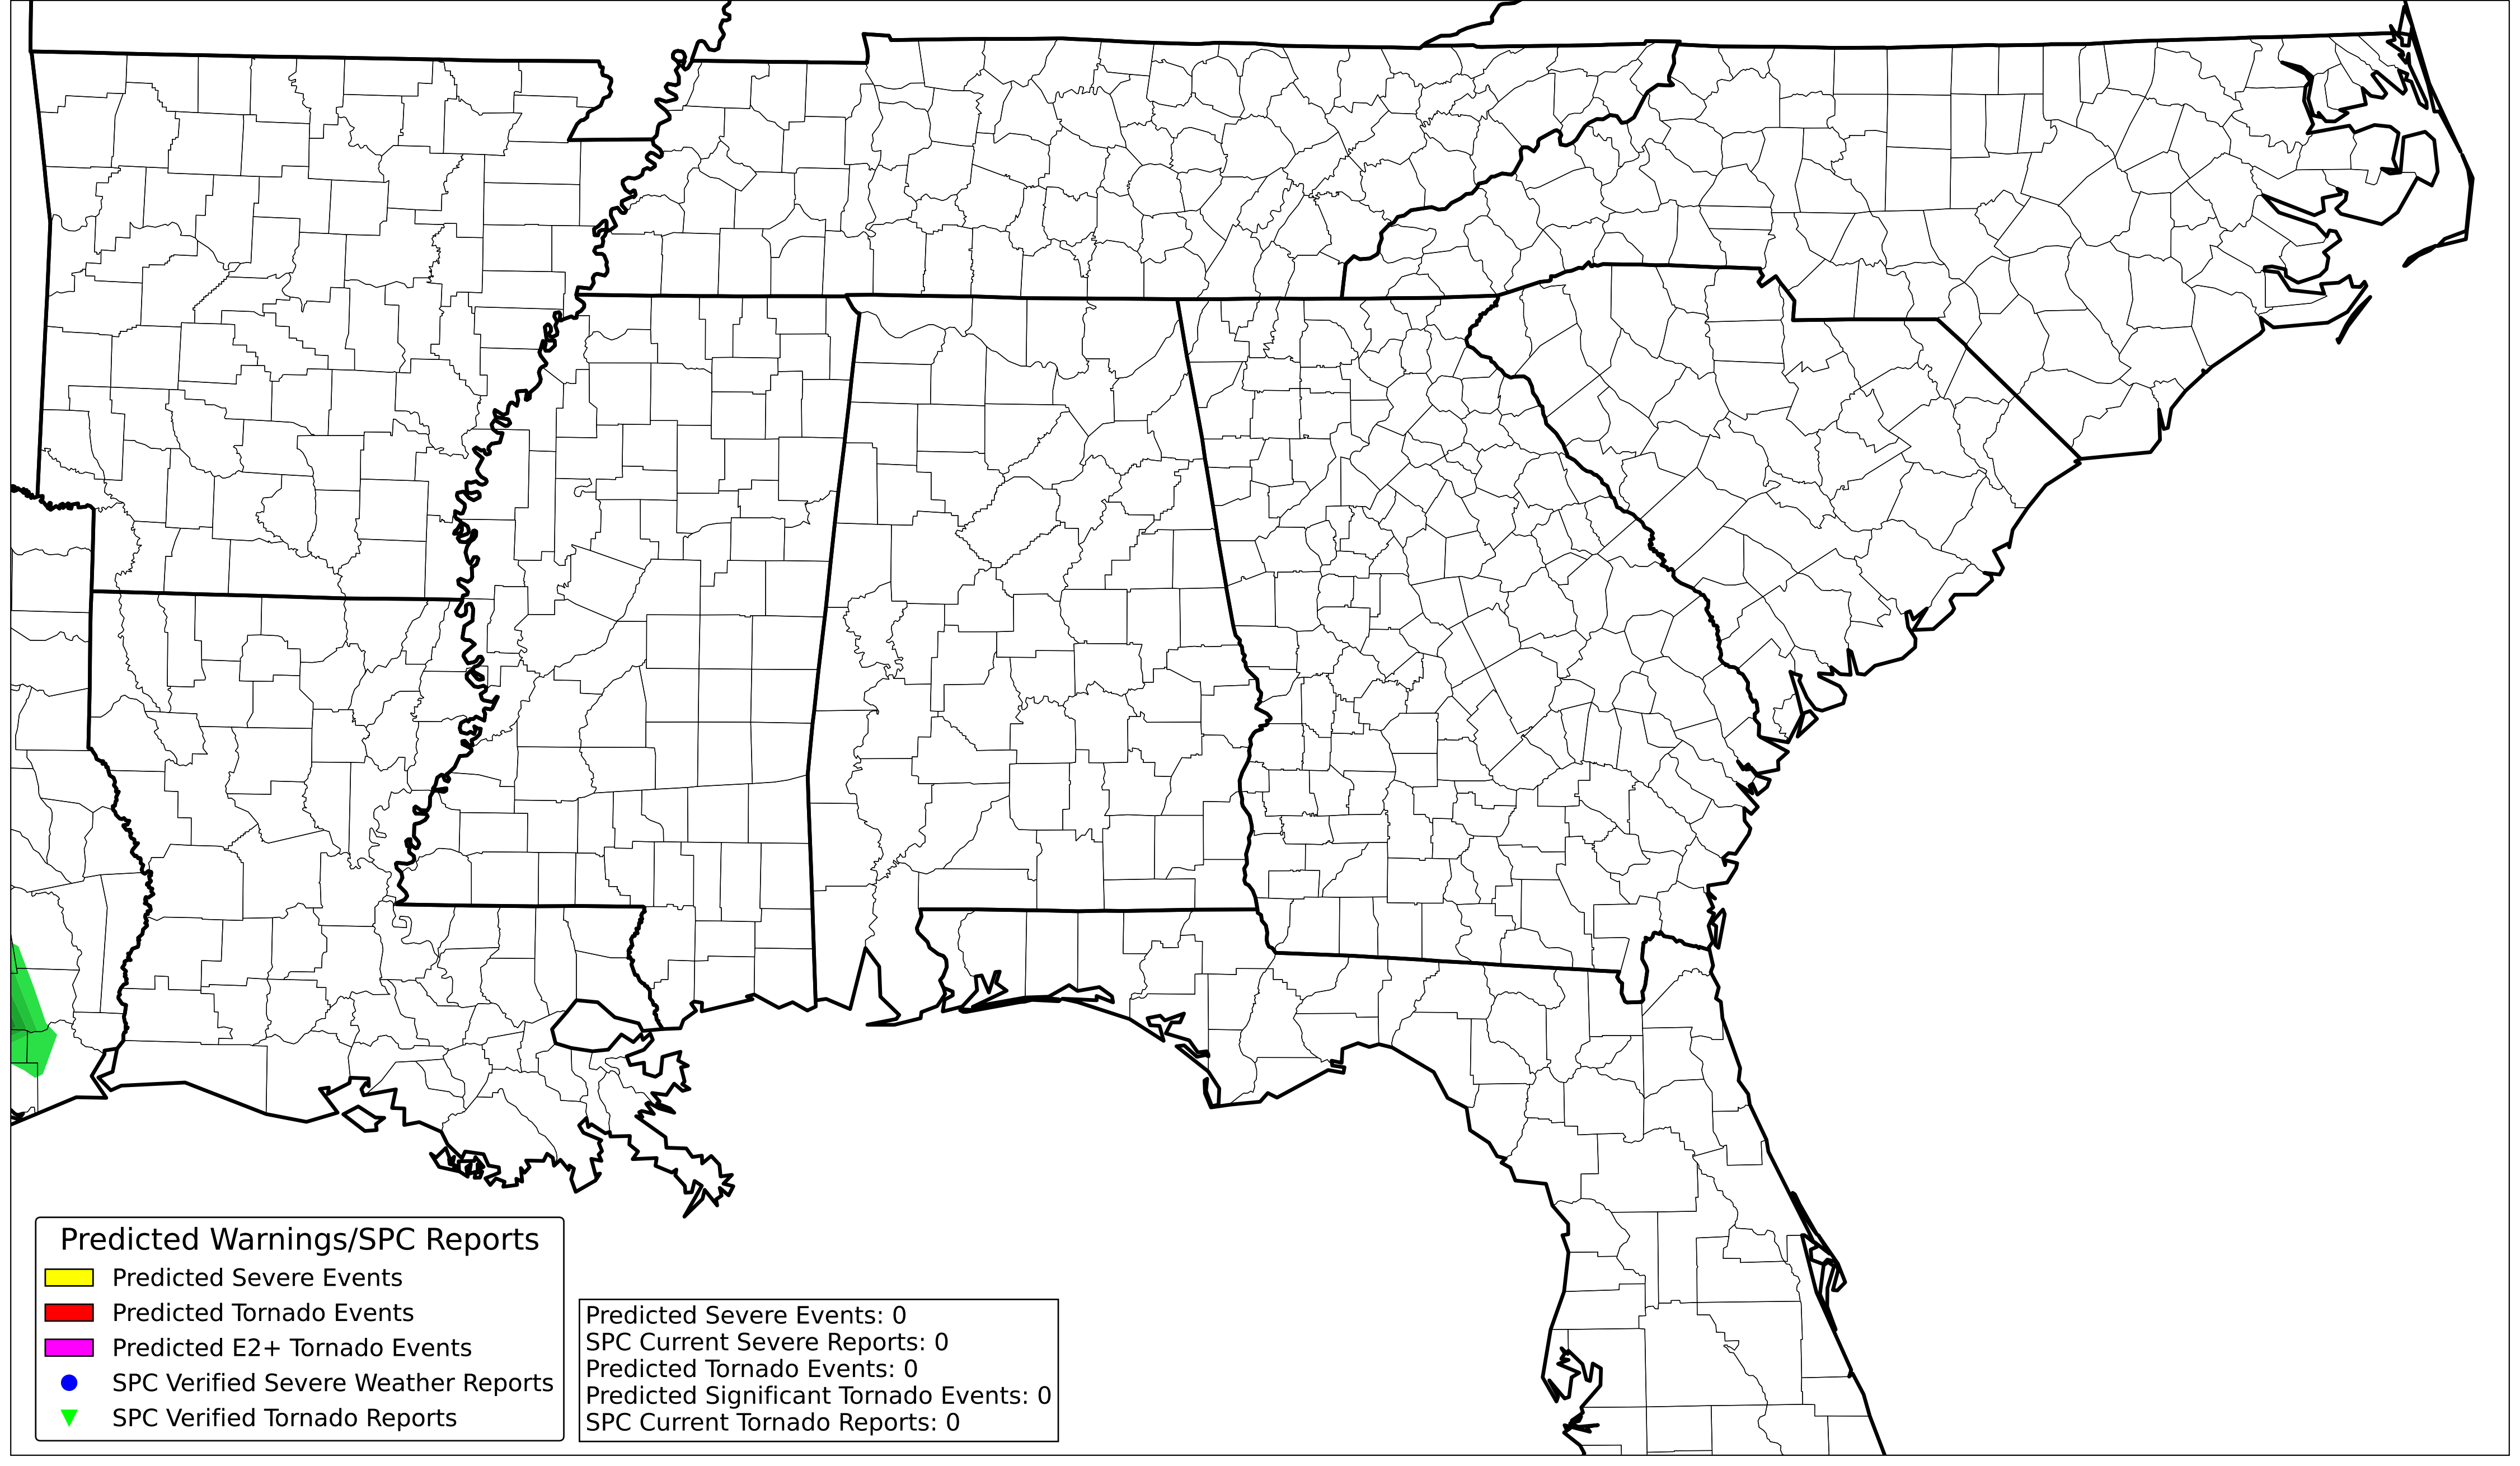 Predicted Warnings/SPC Reports
Predicted Severe Events
Predicted Tornado Events
Predicted E2+ Tornado Events
SPC Verified Severe Weather Reports
SPC Verified Tornado Reports
Predicted Severe Events: 0
SPC Current Severe Reports: 0
Predicted Tornado Events: 0
Predicted Significant Tornado Events: 0
SPC Current Tornado Reports: 0